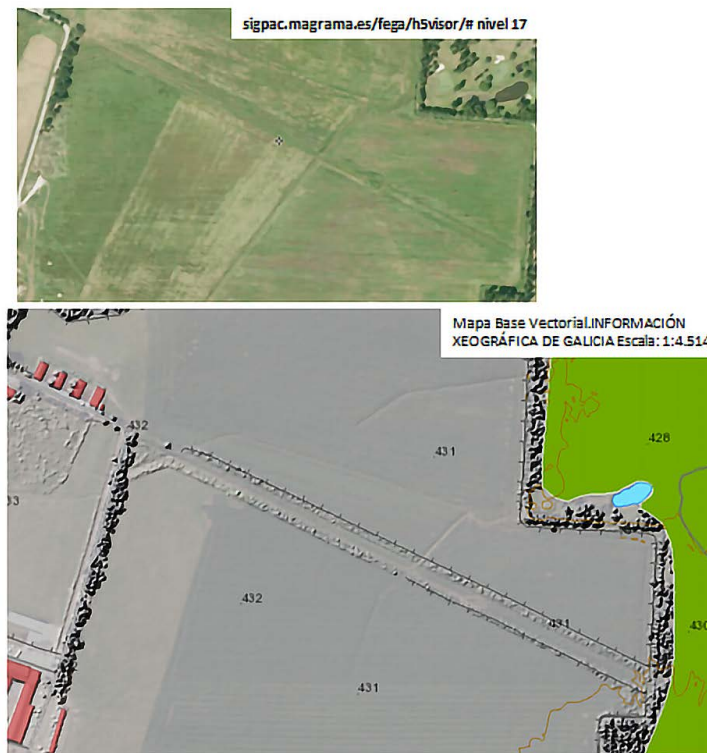 sigpac.magrama.es/fega/h5visor/# nivel 17
Mapa Base Vectorial.INFORMACIÓN
XEOGRÁFICA DE GALICIA Escala: 1:4.514
432
431
428
33
432
431
430
431